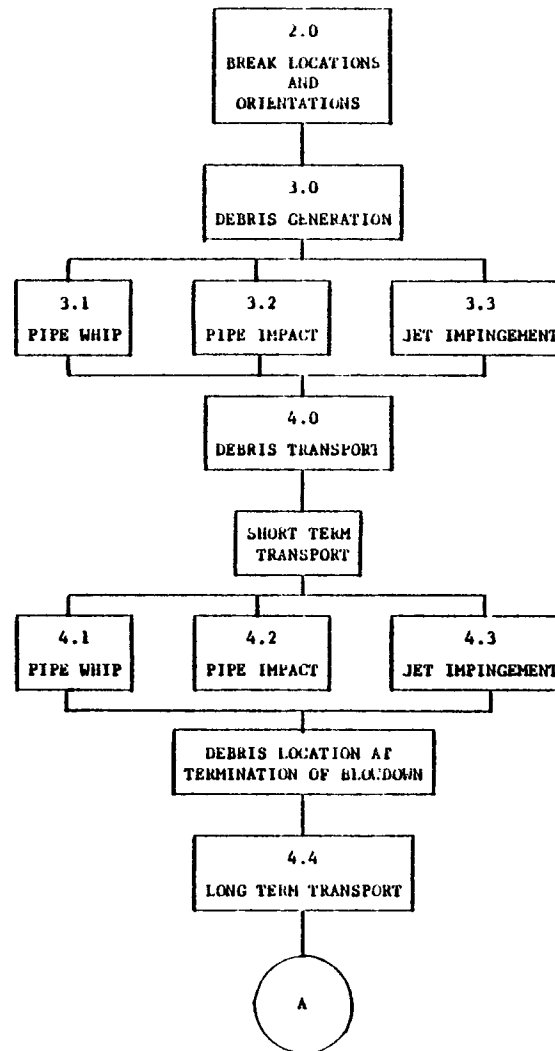 2.0
BREAK LOCATIONS
AND
ORIENTATIONS
3.0
DEBRIS GENERATION
3.1
PIPE WHIP
3.2
PIPE IMPACT
3.3
JET IMPINGEMENT
4.0
DEBRIS TRANSPORT
SHORT TERM
TRANSPORT
4.1
PIPE WHIP
4.2
PIPE IMPACT
4.3
JET IMPINGEMENT
DEBRIS LOCATION AT
TERMINATION OF BLOWDOWN
4.4
LONG TERM TRANSPORT
A